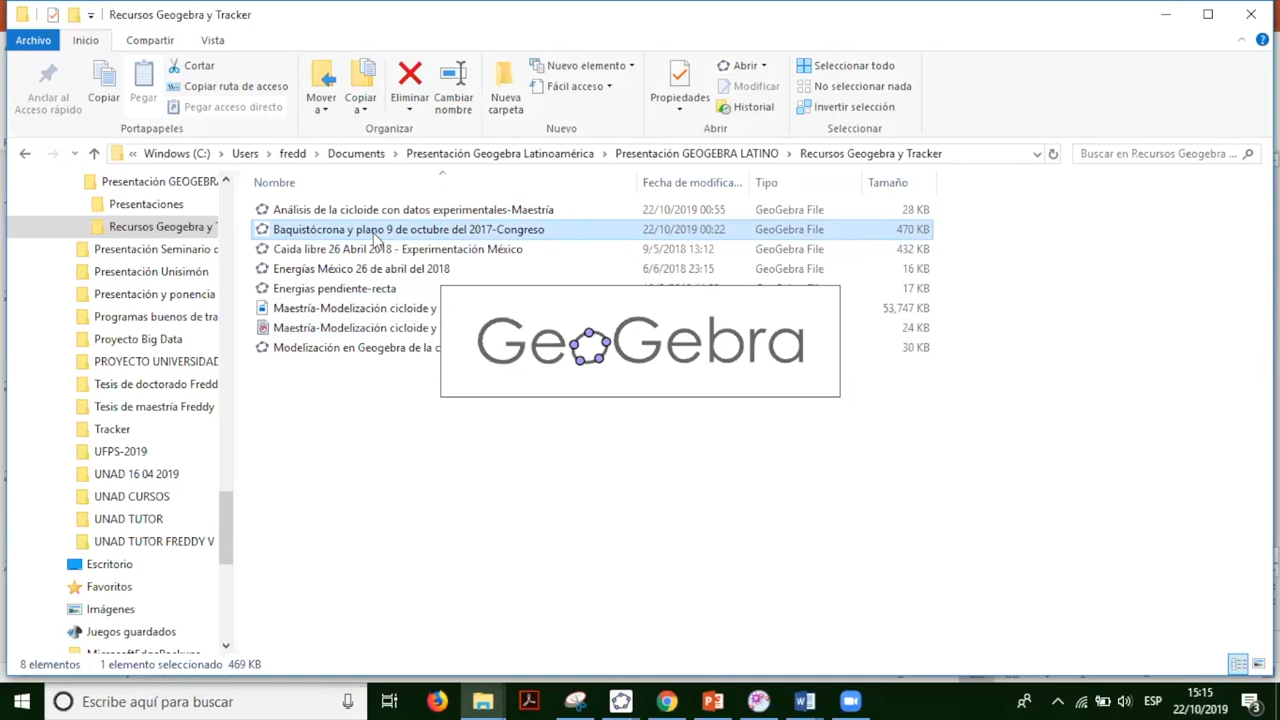 Recursos Geogebra y Tracker
Archivo Inicio Compartir Vista
Anclar al Acceso rápido
Copiar
Pegar
Cortar
Copiar ruta de acceso
Pegar acceso directo
Portapapeles
Mover a
Copiar a
Eliminar
Cambiar nombre
Organizar
Nueva carpeta
Nuevo elemento
Fácil acceso
Nuevo
Propiedades
Abrir
Modificar
Historial
Abrir
Seleccionar todo
No seleccionar nada
Invertir selección
Seleccionar
« Windows (C:) > Users > fredd > Documents > Presentación Geogebra Latinoamérica > Presentación GEOGEBRA LATINO > Recursos Geogebra y Tracker
Buscar en Recursos Geogebra ...
Presentación GEOGEBRA
Presentaciones
Recursos Geogebra y T
Presentación Seminario d
Presentación Unisimón
Presentación y ponencia
Programas buenos de tra
Proyecto Big Data
PROYECTO UNIVERSIDAD
Tesis de doctorado Freddy
Tesis de maestría Freddy
Tracker
UFPS-2019
UNAD 16 04 2019
UNAD CURSOS
UNAD TUTOR
UNAD TUTOR FREDDY V
Escritorio
Favoritos
Imágenes
Juegos guardados
MicrosoftEdgeBackups
Nombre Fecha de modifica... Tipo Tamaño
Análisis de la cicloide con datos experimentales-Maestría 22/10/2019 00:55 GeoGebra File 28 KB
Baquistócrona y plano 9 de octubre del 2017-Congreso 22/10/2019 00:22 GeoGebra File 470 KB
Caida libre 26 Abril 2018 - Experimentación México 9/5/2018 13:12 GeoGebra File 432 KB
Energías México 26 de abril del 2018 6/6/2018 23:15 GeoGebra File 16 KB
Energias pendiente-recta GeoGebra File 17 KB
Maestría-Modelización cicloide y 53,747 KB
Maestría-Modelización cicloide y 24 KB
Modelización en Geogebra de la c 30 KB
GeoGebra
8 elementos 1 elemento seleccionado 469 KB
Escribe aquí para buscar
ESP
15:15
22/10/2019
3